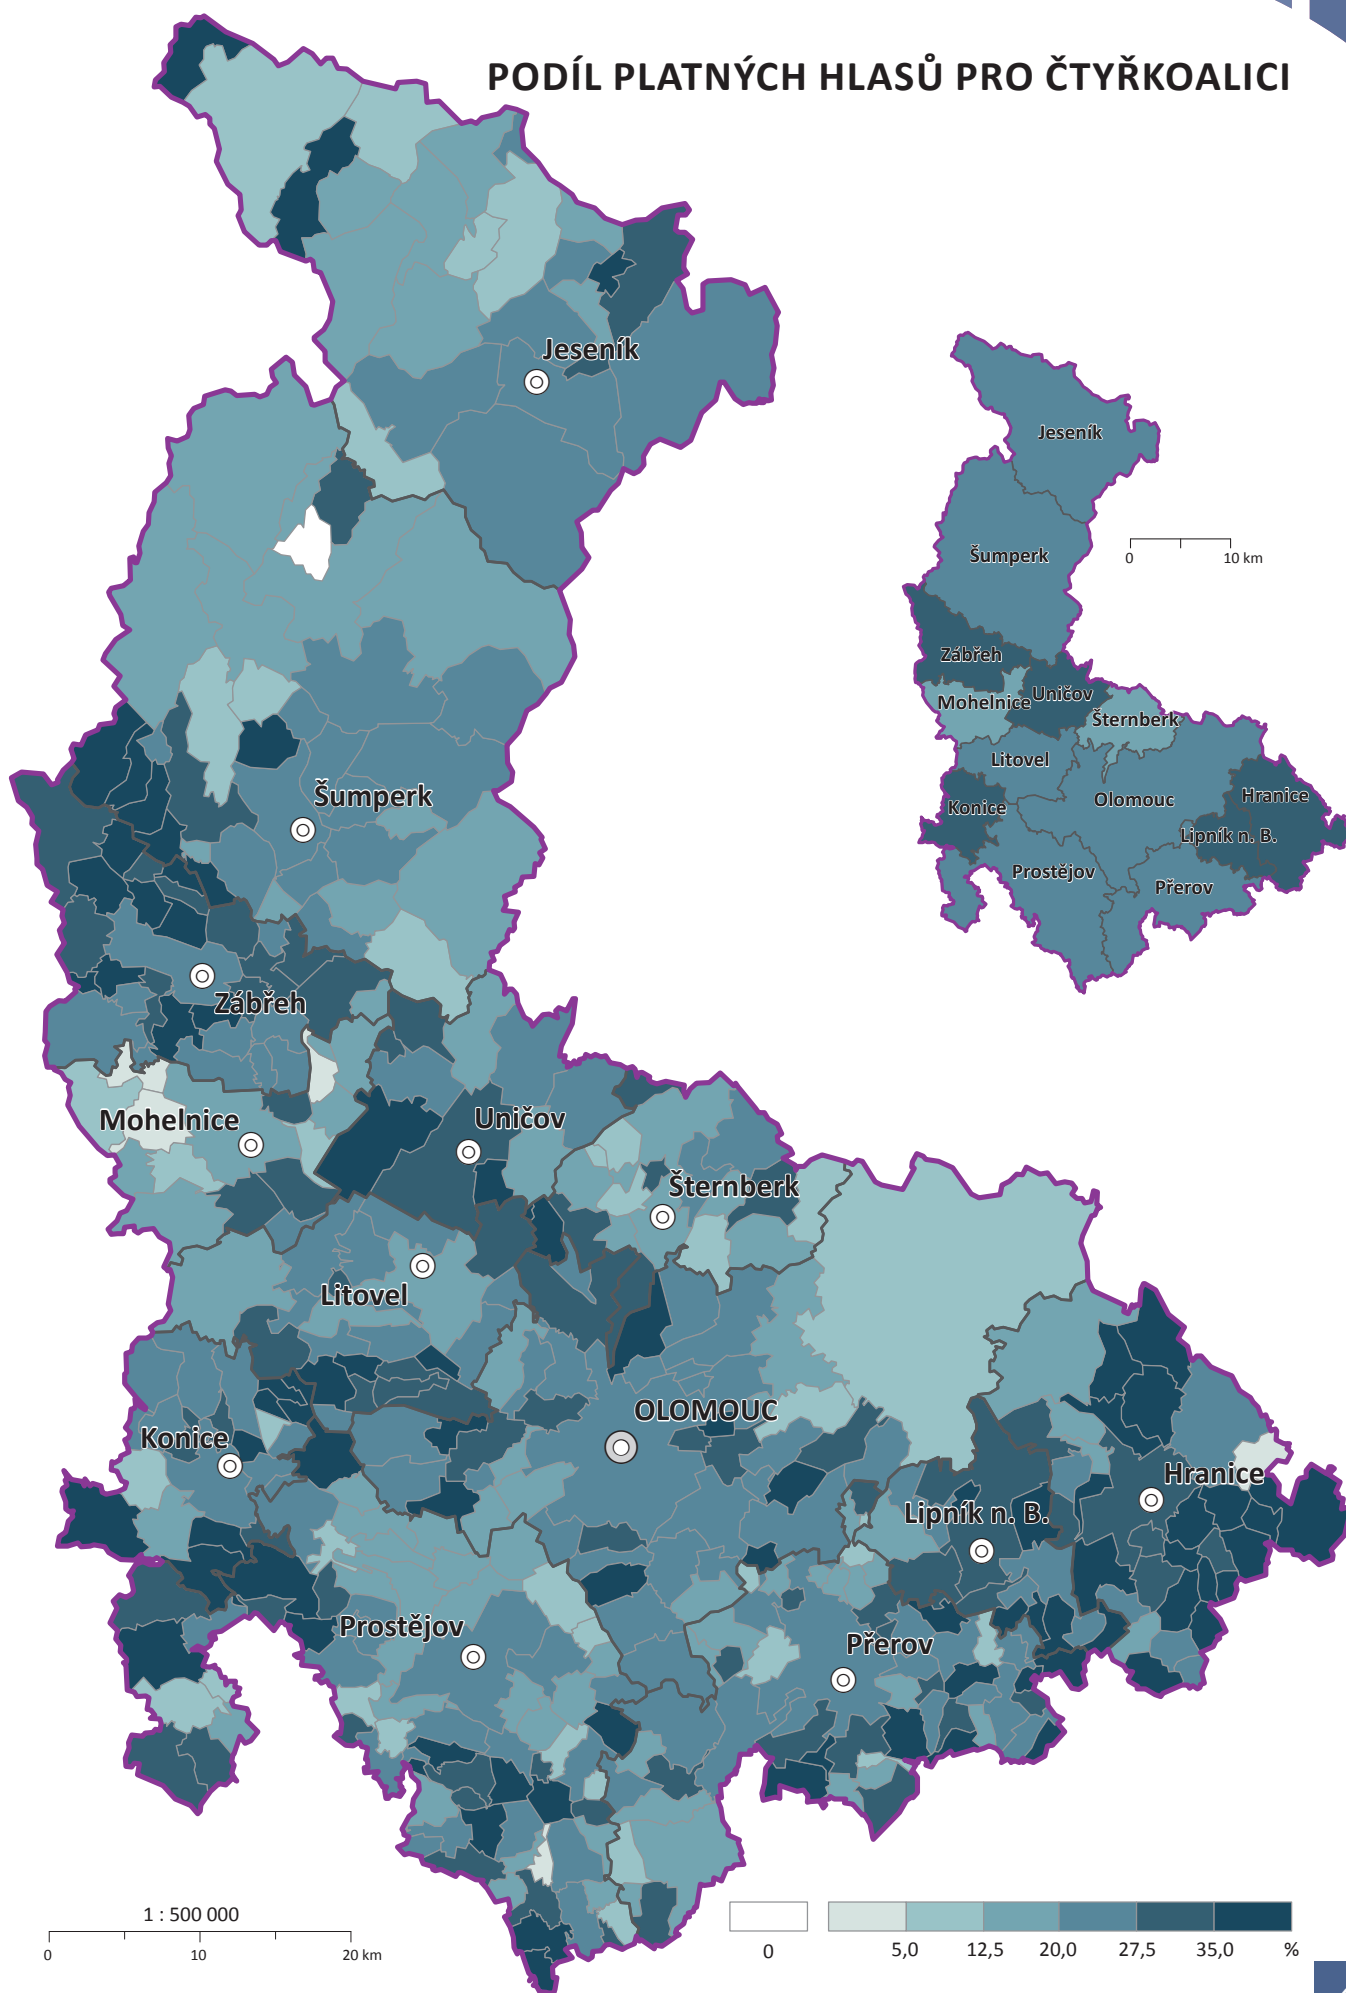 PODÍL PLATNÝCH HLASŮ PRO ČTYŘKOALICI
Jeseník
Šumperk
Zábřeh
Mohelnice
Uničov
Šternberk
Litovel
OLOMOUC
Konice
Hranice
Lipník n. B.
Prostějov
Přerov
Jeseník
Šumperk
0 10 km
Zábřeh
Mohelnice
Uničov
Šternberk
Litovel
Olomouc
Hranice
Konice
Lipník n. B.
Prostějov
Přerov
1 : 500 000
0 10 20 km
0 5,0 12,5 20,0 27,5 35,0 %